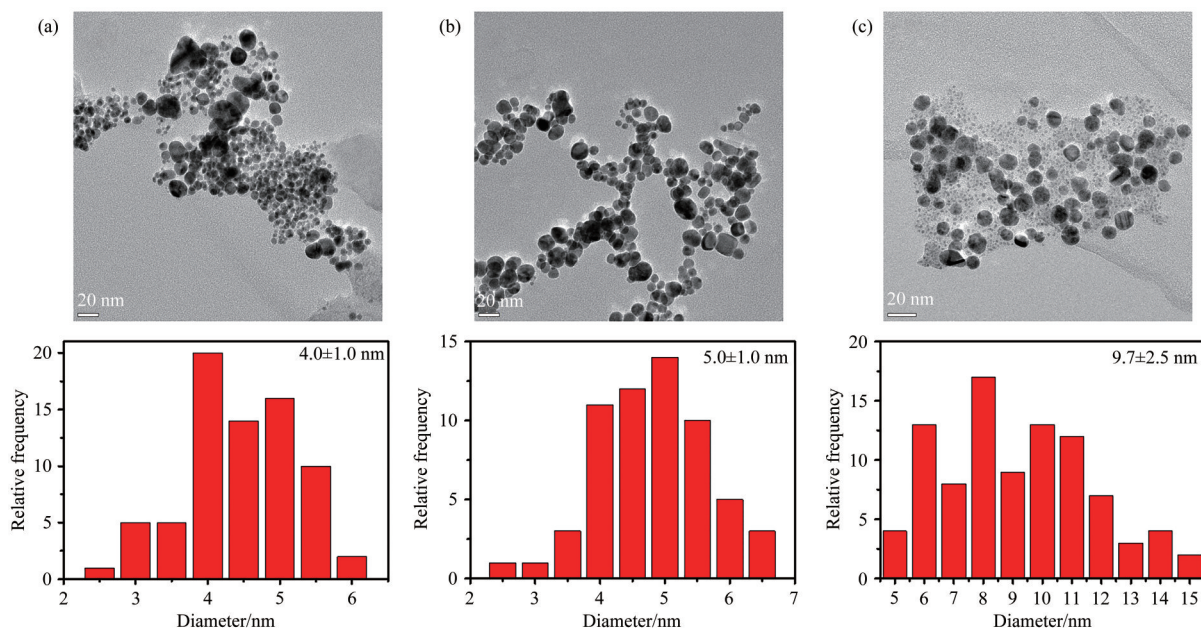 (a)
(b)
(c)
20 nm
20 nm
20 nm
4.0±1.0 nm
20
15
10
5
0
Relative frequency
2 3 4 5 6
Diameter/nm
5.0±1.0 nm
15
10
5
0
Relative frequency
2 3 4 5 6 7
Diameter/nm
9.7±2.5 nm
20
15
10
5
0
Relative frequency
5 6 7 8 9 10 11 12 13 14 15
Diameter/nm